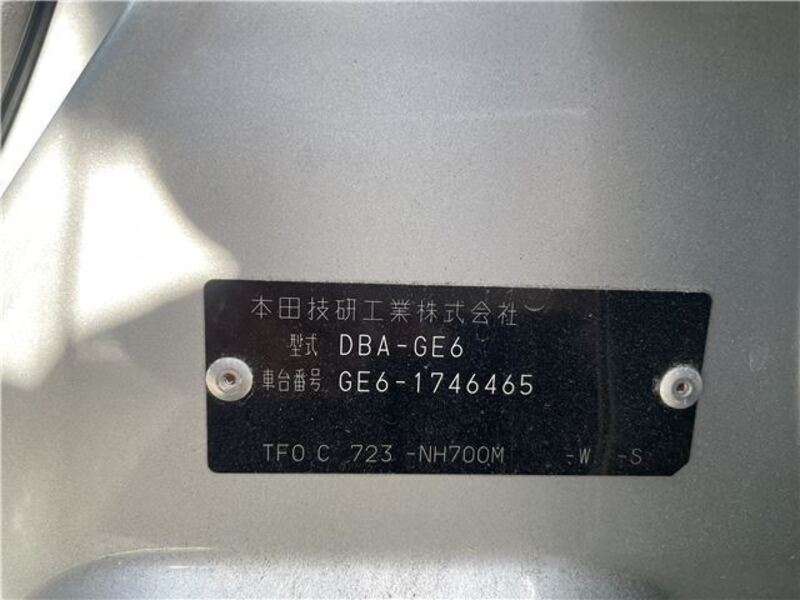 本田技研工業株式会社
型式 DBA-GE6
車台番号 GE6-1746465
TFO C 723 -NH700M -W -S